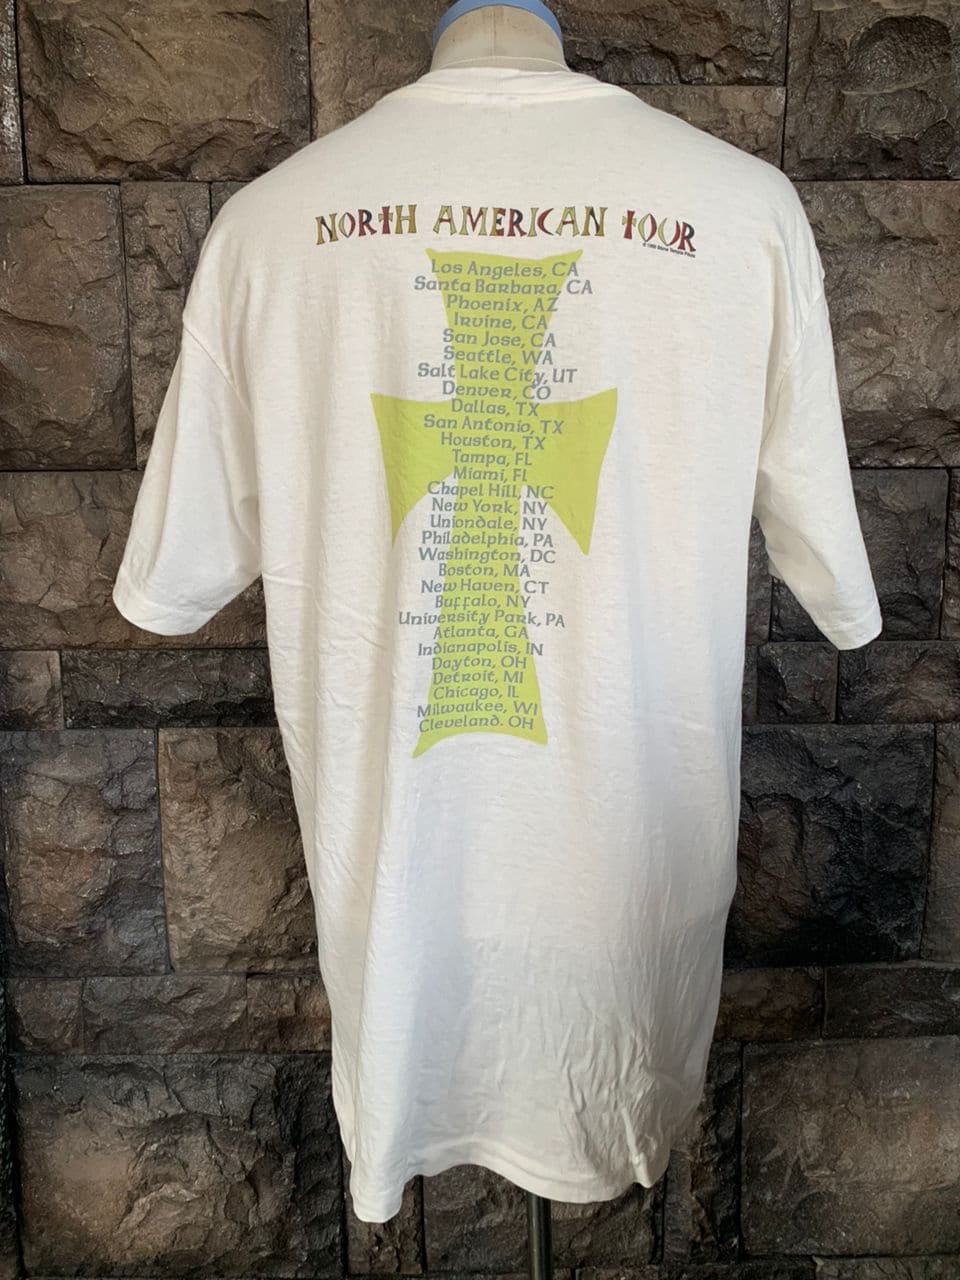 NORTH AMERICAN TOUR
Los Angeles, CA
Santa Barbara, CA
Phoenix, AZ
Irvine, CA
San Jose, CA
Seattle, WA
Salt Lake City, UT
Denver, CO
Dallas, TX
San Antonio, TX
Houston, TX
Tampa, FL
Miami, FL
Chapel Hill, NC
New York, NY
Uniondale, NY
Philadelphia, PA
Washington, DC
Boston, MA
New Haven, CT
Buffalo, NY
University Park, PA
Atlanta, GA
Indianapolis, IN
Dayton, OH
Detroit, MI
Chicago, IL
Milwaukee, WI
Cleveland. OH